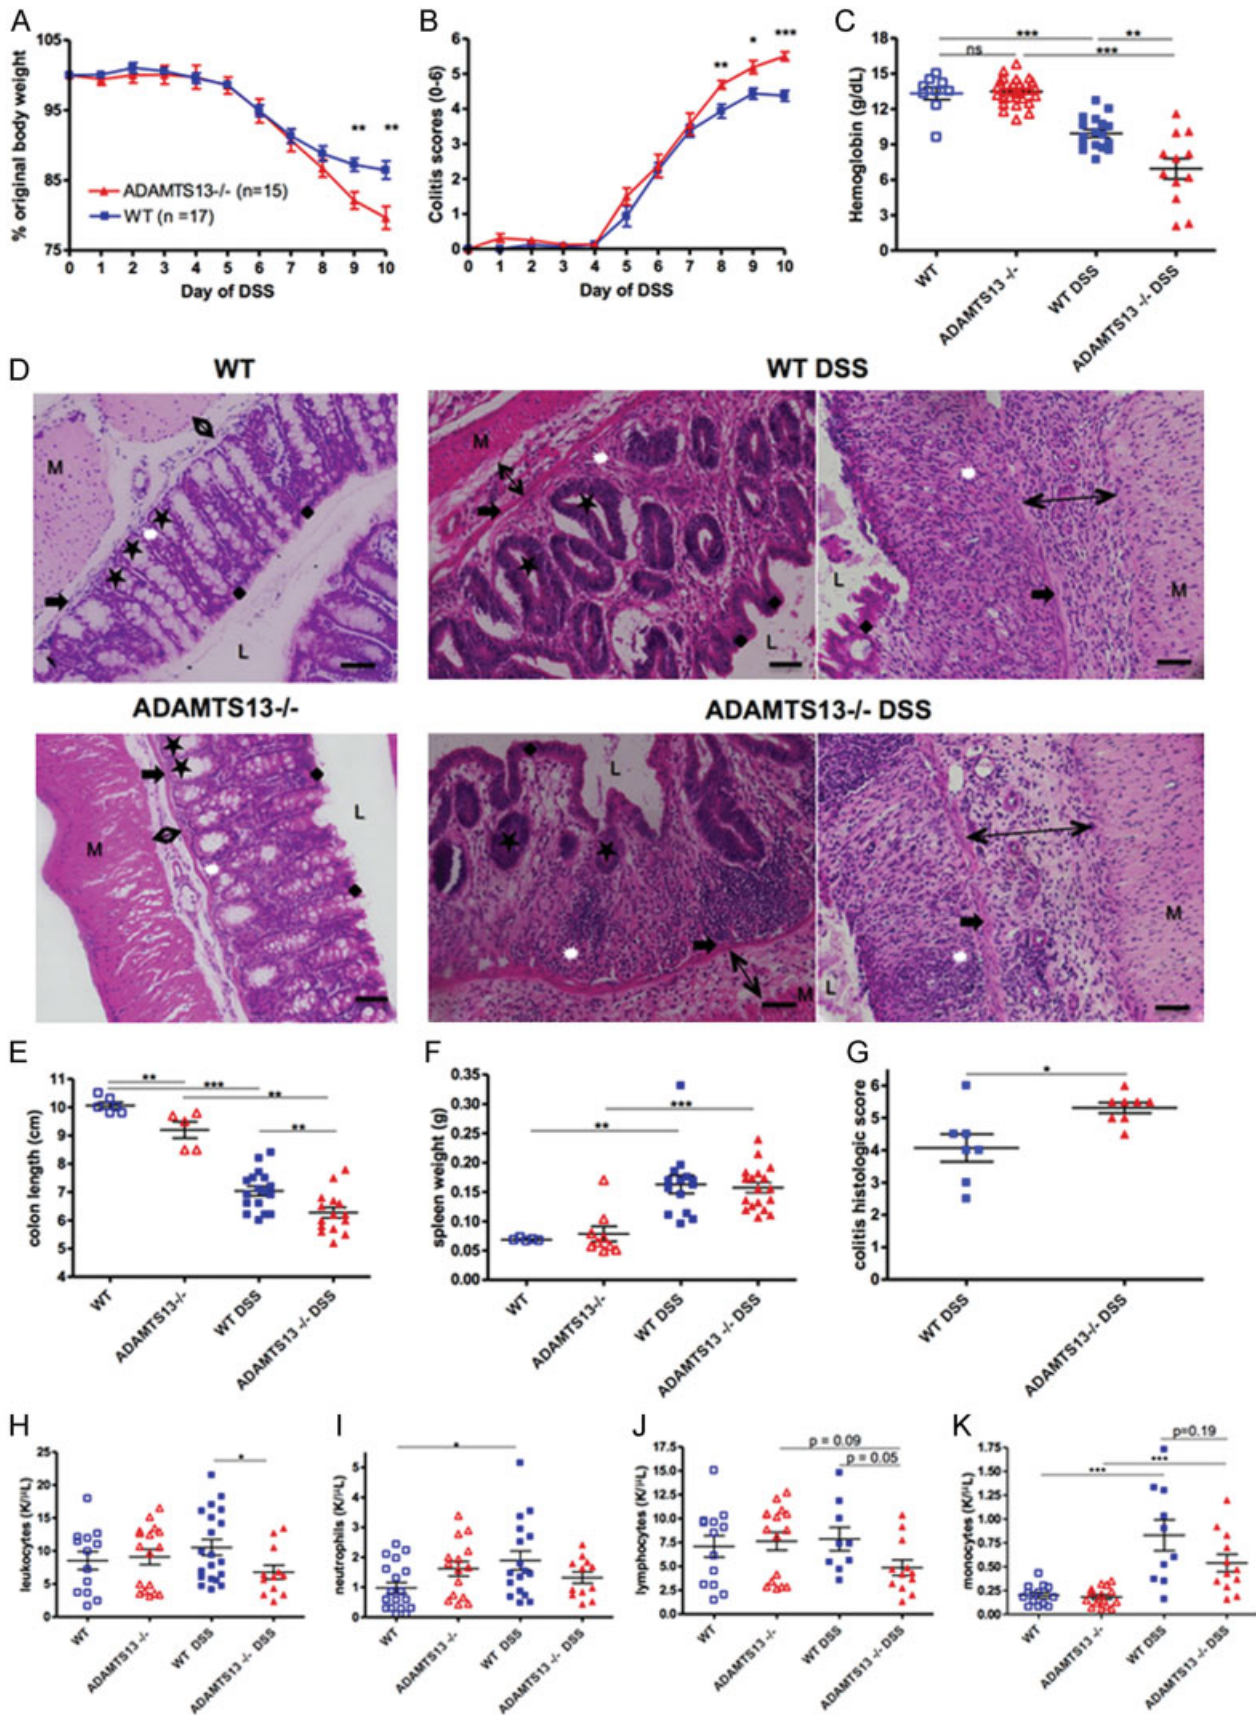 A
105
95
85
75
% original body weight
** **
ADAMTS13-/- (n=15)
WT (n =17)
0 1 2 3 4 5 6 7 8 9 10
Day of DSS
B
6
5
4
3
2
1
0
Colitis scores (0-6)
** * ***
0 1 2 3 4 5 6 7 8 9 10
Day of DSS
C
18
15
12
9
6
3
0
Hemoglobin (g/dL)
*** **
ns ***
WT
ADAMTS13 -/-
WT DSS
ADAMTS13 -/- DSS
D
WT
WT DSS
M
L
M
L
L
M
ADAMTS13-/-
ADAMTS13-/- DSS
M
L
L
M
L
M
E
11
10
9
8
7
6
5
4
colon length (cm)
**
***
**
**
WT
ADAMTS13-/-
WT DSS
ADAMTS13 -/- DSS
F
0.35
0.30
0.25
0.20
0.15
0.10
0.05
0.00
spleen weight (g)
***
**
WT
ADAMTS13-/-
WT DSS
ADAMTS13 -/- DSS
G
6
5
4
3
2
1
0
colitis histologic score
*
WT DSS
ADAMTS13-/- DSS
H
25
20
15
10
5
0
leukocytes (K/µL)
*
WT
ADAMTS13 -/-
WT DSS
ADAMTS13 -/- DSS
I
5
4
3
2
1
0
neutrophils (K/µL)
*
WT
ADAMTS13 -/-
WT DSS
ADAMTS13 -/- DSS
J
17.5
15.0
12.5
10.0
7.5
5.0
2.5
0.0
lymphocytes (K/µL)
p = 0.09
p = 0.05
WT
ADAMTS13 -/-
WT DSS
ADAMTS13 -/- DSS
K
1.75
1.50
1.25
1.00
0.75
0.50
0.25
0.00
monocytes (K/µL)
p=0.19
***
***
WT
ADAMTS13 -/-
WT DSS
ADAMTS13 -/- DSS